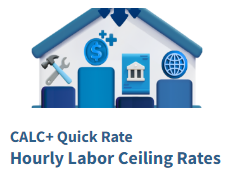 CALC+ Quick Rate
Hourly Labor Ceiling Rates